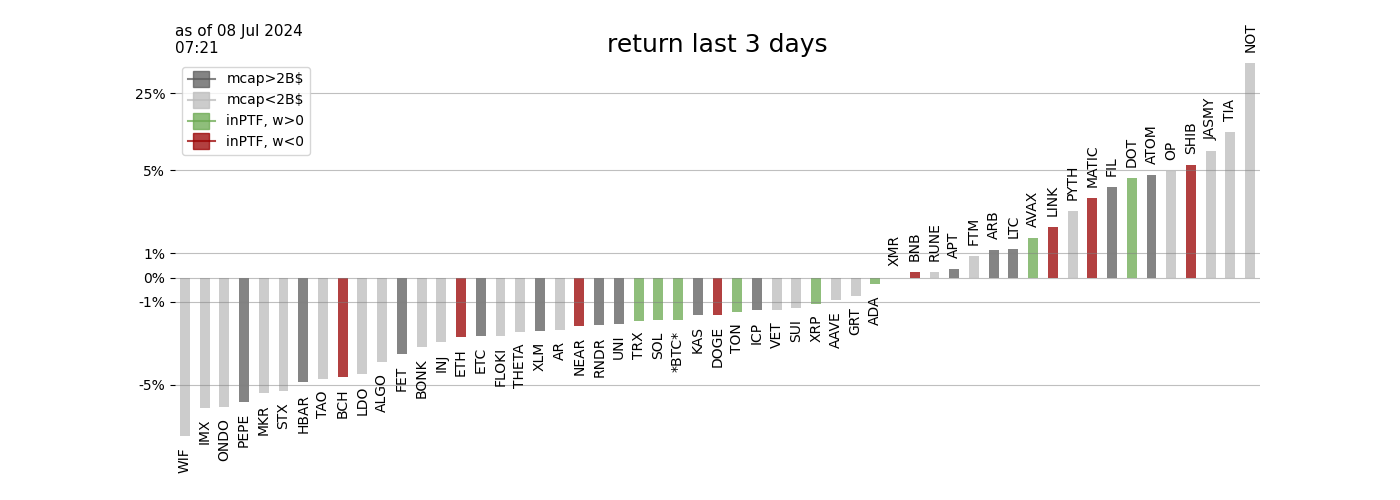 as of 08 Jul 2024
07:21
return last 3 days
mcap>2B$
mcap<2B$
inPTF, w>0
inPTF, w<0
25%
5%
1%
0%
-1%
-5%
WIF
IMX
ONDO
PEPE
MKR
STX
HBAR
TAO
BCH
LDO
ALGO
FET
BONK
INJ
ETH
ETC
FLOKI
THETA
XLM
AR
NEAR
RNDR
UNI
TRX
SOL
*BTC*
KAS
DOGE
TON
ICP
VET
SUI
XRP
AAVE
GRT
ADA
XMR
BNB
RUNE
APT
FTM
ARB
LTC
AVAX
LINK
PYTH
MATIC
FIL
DOT
ATOM
OP
SHIB
JASMY
TIA
NOT